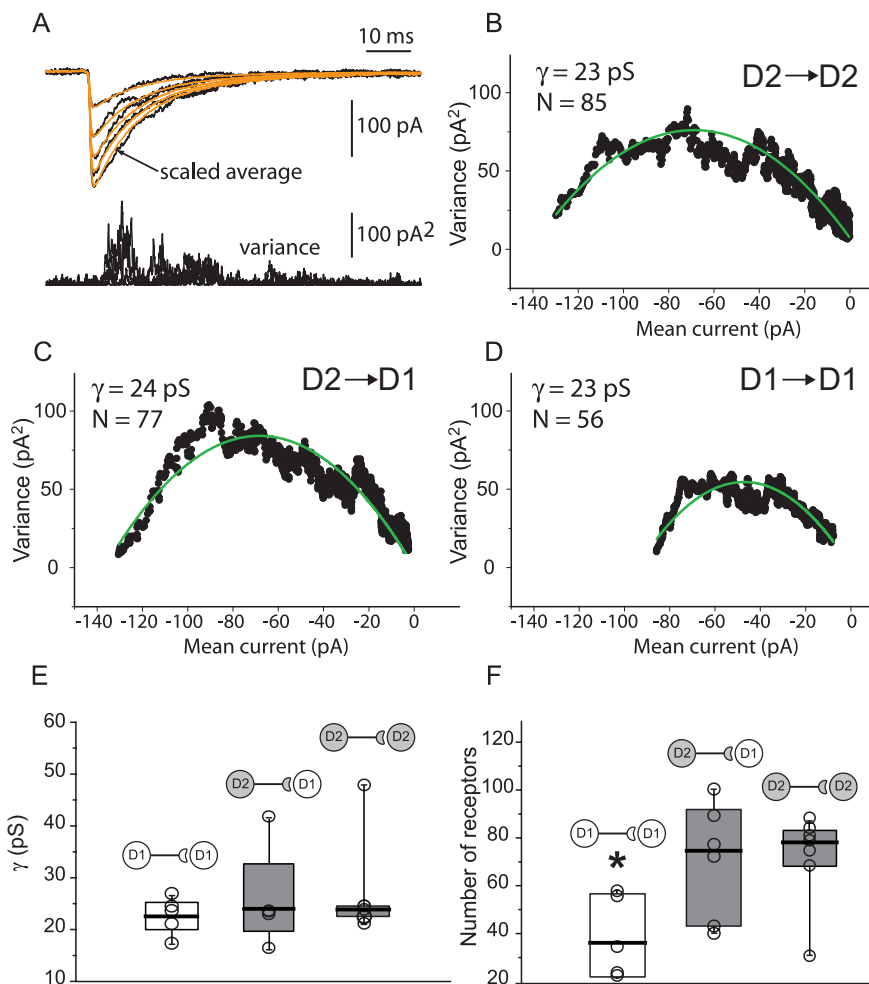 A
10 ms
100 pA
scaled average
100 pA2
variance
B
γ = 23 pS
N = 85
D2→D2
Variance (pA2)
100
50
0
-140 -120 -100 -80 -60 -40 -20 0
Mean current (pA)
C
γ = 24 pS
N = 77
D2→D1
Variance (pA2)
100
50
0
-140 -120 -100 -80 -60 -40 -20 0
Mean current (pA)
D
γ = 23 pS
N = 56
D1→D1
Variance (pA2)
100
50
0
-140 -120 -100 -80 -60 -40 -20 0
Mean current (pA)
E
γ (pS)
60
50
40
30
20
10
D1 D1
D2 D1
D2 D2
F
Number of receptors
120
100
80
60
40
20
D1 D1
*
D2 D1
D2 D2